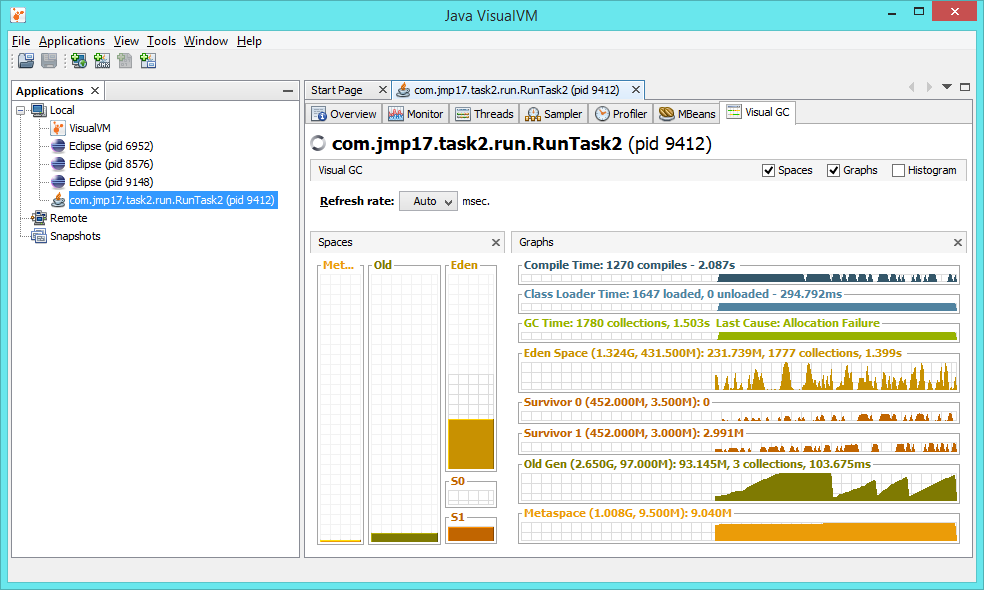 Java VisualVM
File Applications View Tools Window Help
Applications
Local
VisualVM
Eclipse (pid 6952)
Eclipse (pid 8576)
Eclipse (pid 9148)
com.jmp17.task2.run.RunTask2 (pid 9412)
Remote
Snapshots
Start Page com.jmp17.task2.run.RunTask2 (pid 9412)
Overview Monitor Threads Sampler Profiler MBeans Visual GC
com.jmp17.task2.run.RunTask2 (pid 9412)
Visual GC Spaces Graphs Histogram
Refresh rate: Auto msec.
Spaces
Met... Old Eden
S0
S1
Graphs
Compile Time: 1270 compiles - 2.087s
Class Loader Time: 1647 loaded, 0 unloaded - 294.792ms
GC Time: 1780 collections, 1.503s Last Cause: Allocation Failure
Eden Space (1.324G, 431.500M): 231.739M, 1777 collections, 1.399s
Survivor 0 (452.000M, 3.500M): 0
Survivor 1 (452.000M, 3.000M): 2.991M
Old Gen (2.650G, 97.000M): 93.145M, 3 collections, 103.675ms
Metaspace (1.008G, 9.500M): 9.040M